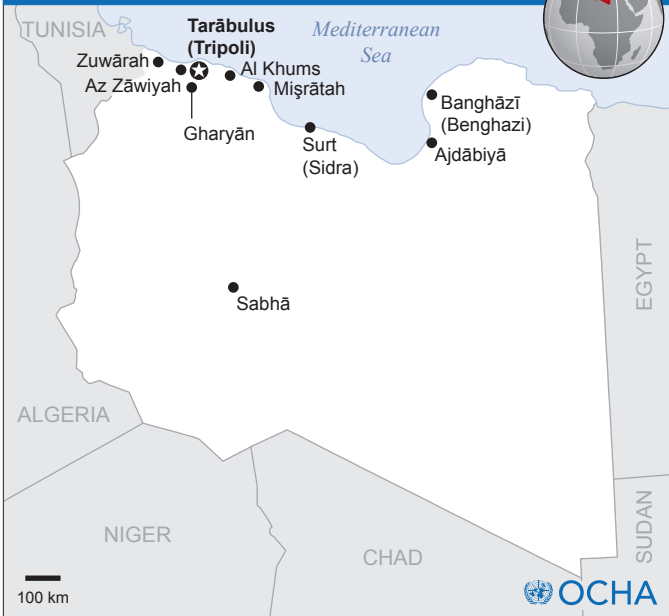 TUNISIA
Tarābulus
(Tripoli)
Mediterranean
Sea
Zuwārah
Az Zāwiyah
Al Khums
Mişrātah
Gharyān
Surt
(Sidra)
Banghāzī
(Benghazi)
Ajdābiyā
EGYPT
Sabhā
ALGERIA
NIGER
CHAD
SUDAN
100 km
OCHA